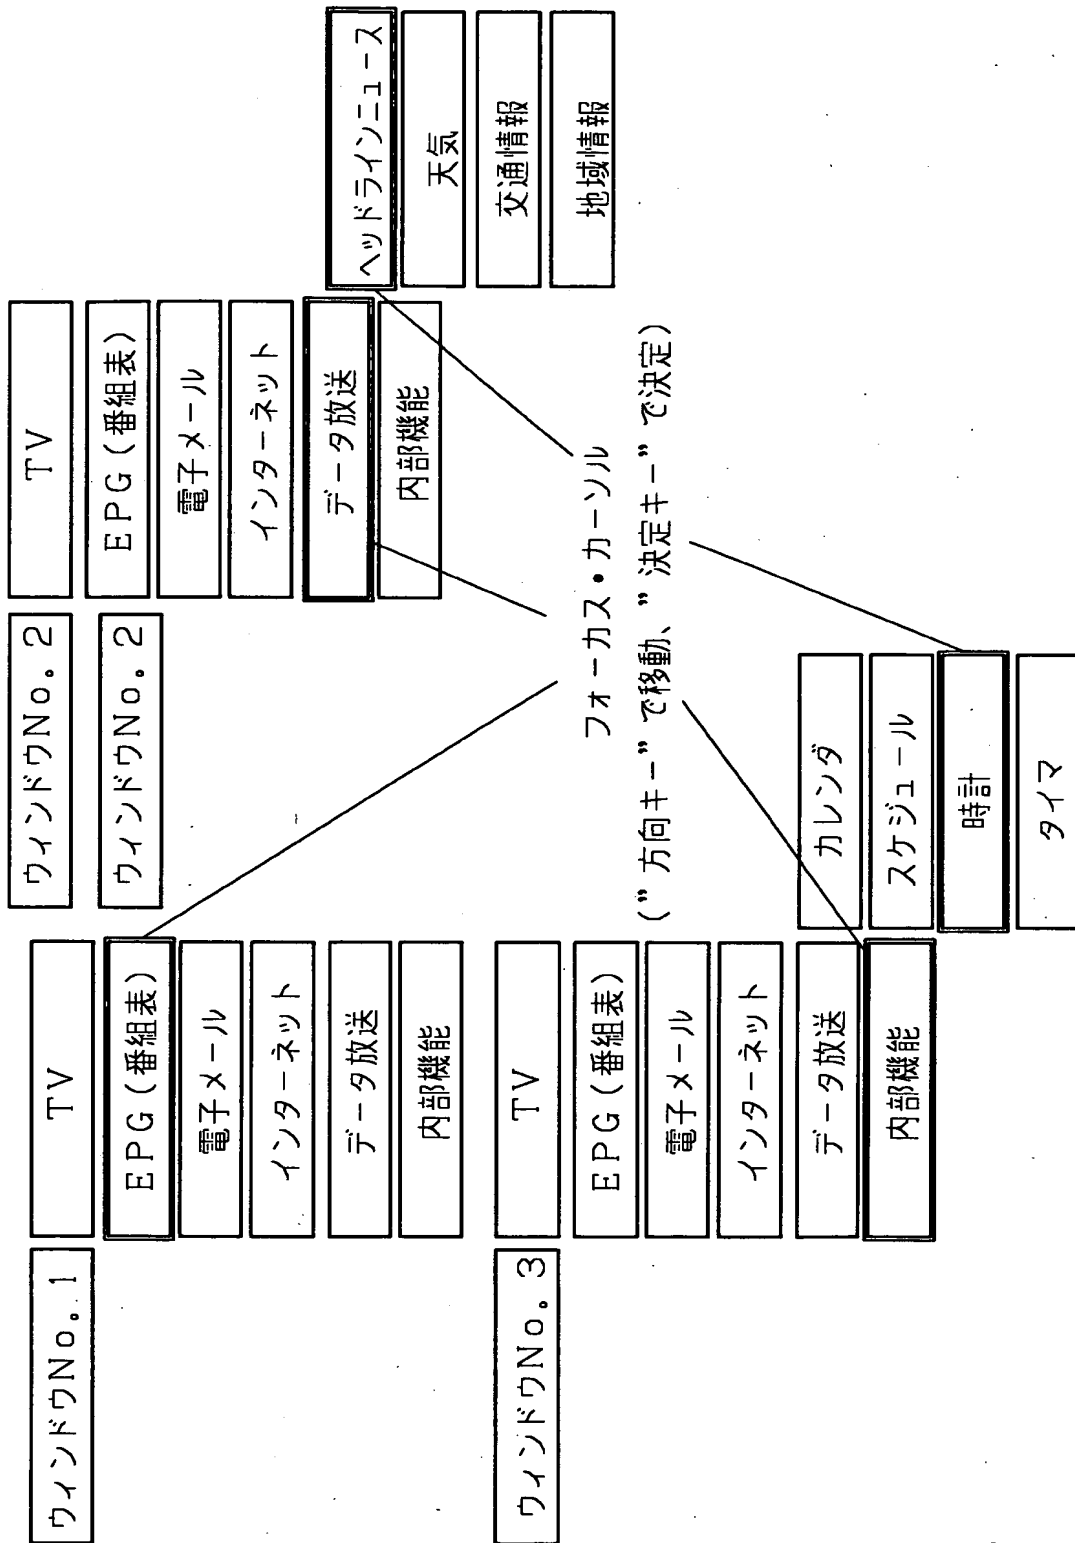 ウィンドウNo。1
TV
EPG(番組表)
電子メール
インターネット
データ放送
内部機能
ウィンドウNo。2
ウィンドウNo。2
TV
EPG(番組表)
電子メール
インターネット
データ放送
内部機能
ヘッドラインニュース
天気
交通情報
地域情報
フォーカス・カーソル
(”方向キー”で移動、”決定キー”で決定)
ウィンドウNo。3
TV
EPG(番組表)
電子メール
インターネット
データ放送
内部機能
カレンダ
スケジュール
時計
タイマ